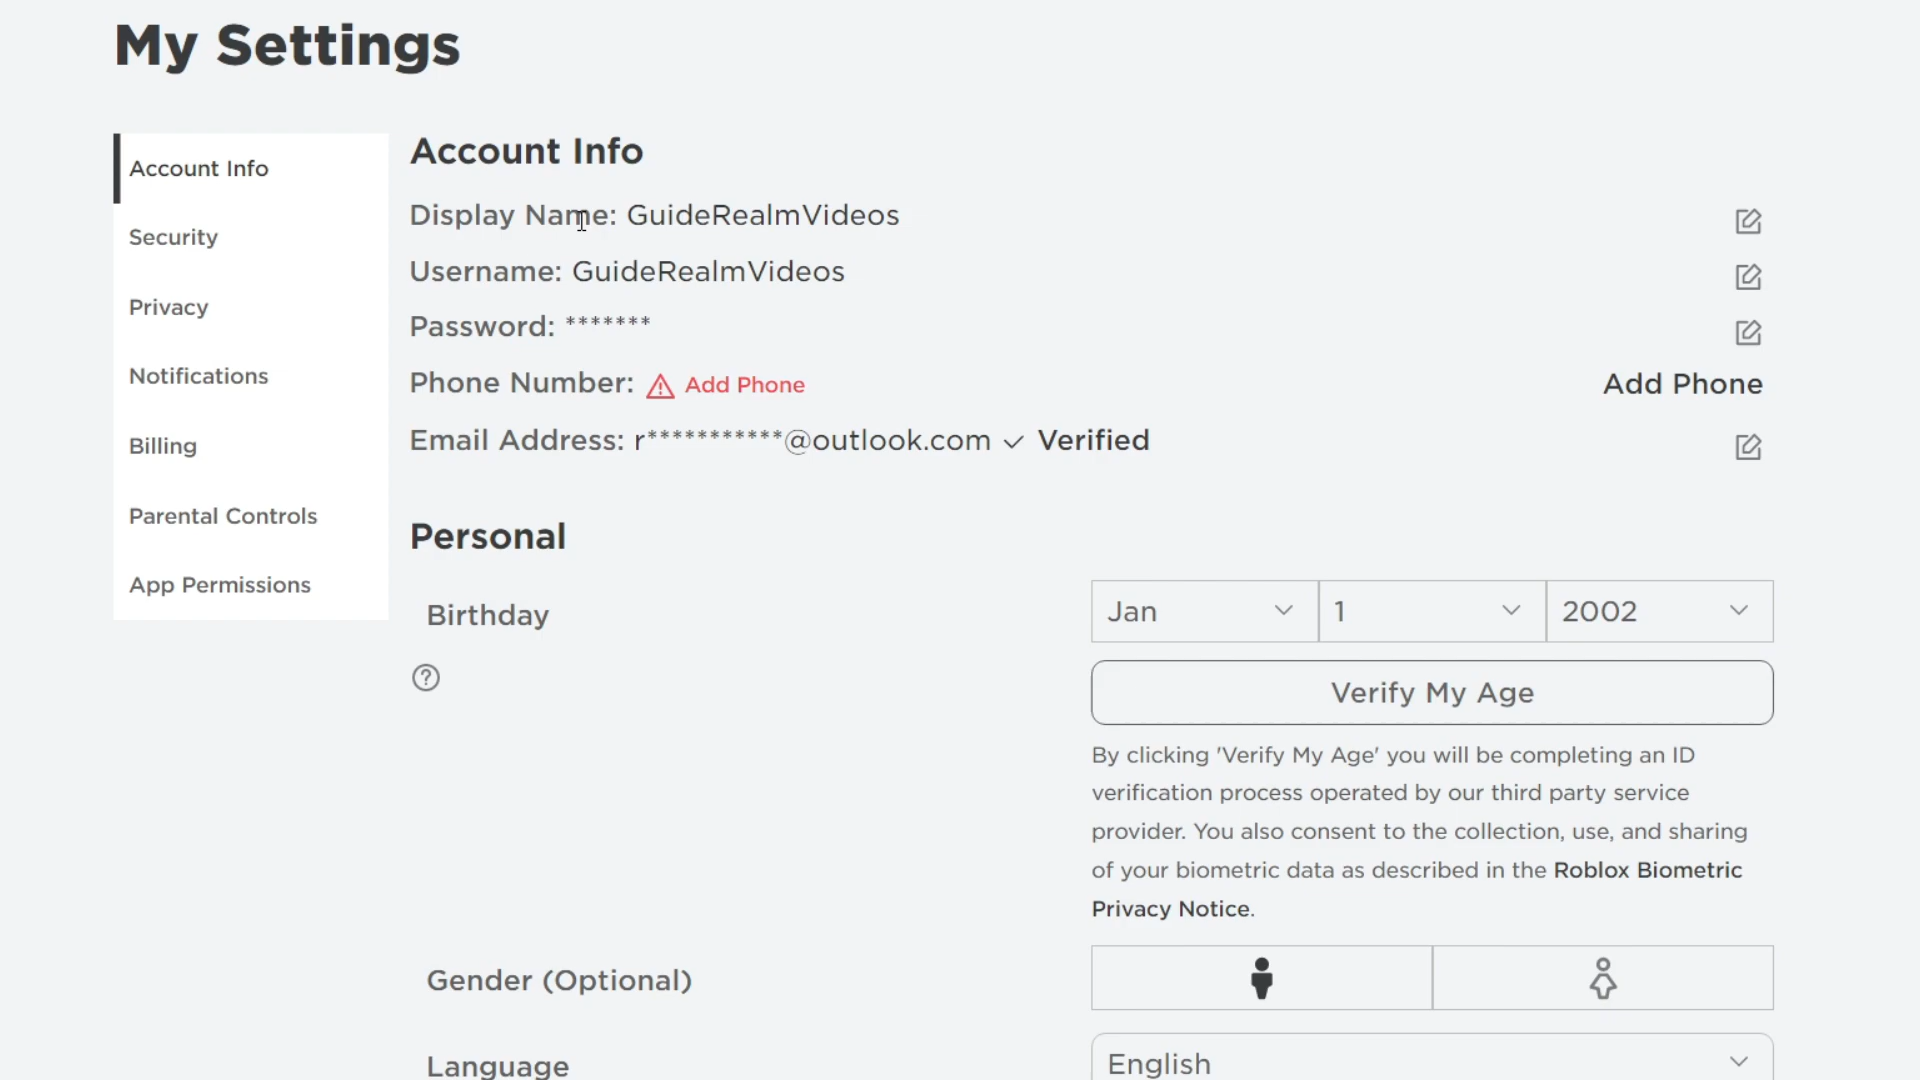 My Settings
Account Info
Security
Privacy
Notifications
Billing
Parental Controls
App Permissions
Account Info
Display Name: GuideRealmVideos
Username: GuideRealmVideos
Password: *******
Phone Number: Add Phone
Add Phone
Email Address: r***********@outlook.com Verified
Personal
Birthday
Jan 1 2002
Verify My Age
By clicking 'Verify My Age' you will be completing an ID
verification process operated by our third party service
provider. You also consent to the collection, use, and sharing
of your biometric data as described in the Roblox Biometric
Privacy Notice.
Gender (Optional)
Language
English